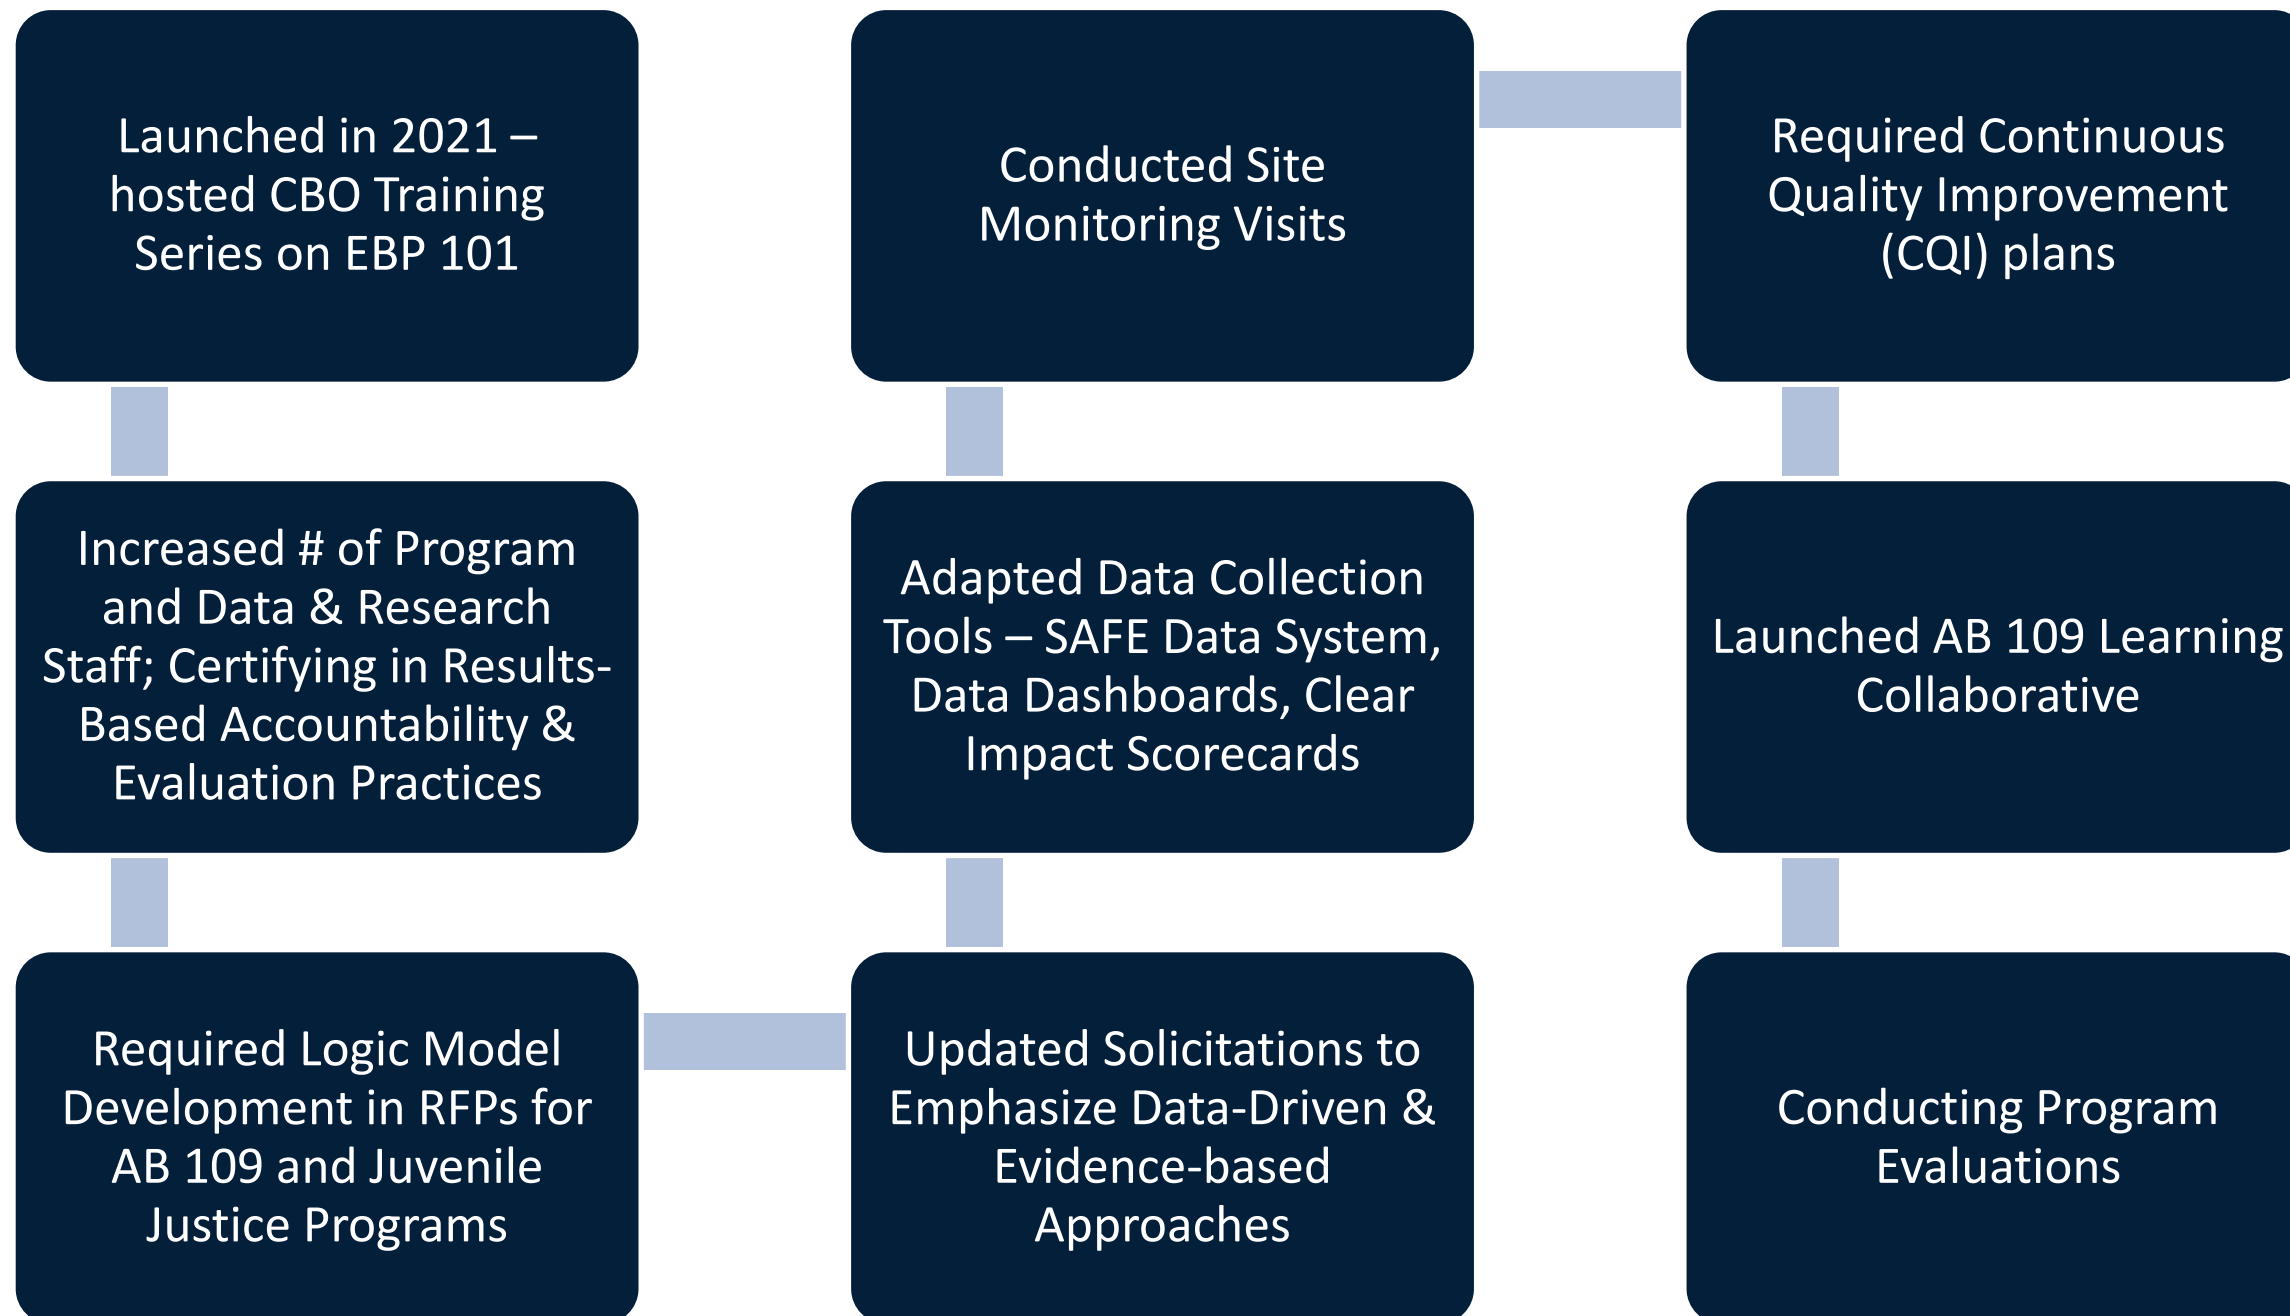 Launched in 2021 –
hosted CBO Training
Series on EBP 101
Increased # of Program
and Data & Research
Staff; Certifying in Results-
Based Accountability &
Evaluation Practices
Required Logic Model
Development in RFPs for
AB 109 and Juvenile
Justice Programs
Updated Solicitations to
Emphasize Data-Driven &
Evidence-based
Approaches
Adapted Data Collection
Tools – SAFE Data System,
Data Dashboards, Clear
Impact Scorecards
Conducted Site
Monitoring Visits
Required Continuous
Quality Improvement
(CQI) plans
Launched AB 109 Learning
Collaborative
Conducting Program
Evaluations